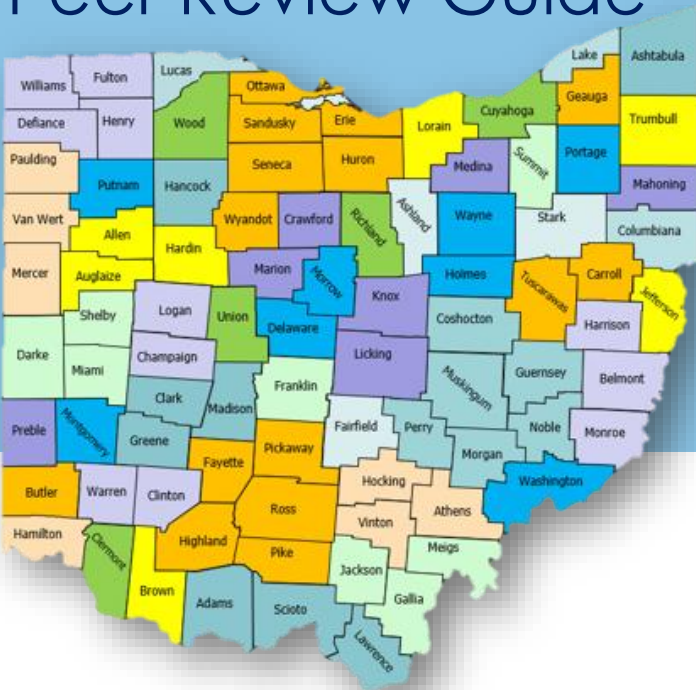 Peer Review Guide
Williams
Fulton
Lucas
Ottawa
Lake
Ashtabula
Geauga
Cuyahoga
Defiance
Henry
Wood
Sandusky
Erie
Lorain
Trumbull
Paulding
Putnam
Hancock
Seneca
Huron
Medina
Summit
Portage
Mahoning
Van Wert
Allen
Wyandot
Crawford
Richland
Ashland
Wayne
Stark
Columbiana
Hardin
Mercer
Auglaize
Marion
Morrow
Holmes
Tuscarawas
Carroll
Jefferson
Shelby
Logan
Union
Knox
Coshocton
Harrison
Delaware
Darke
Miami
Champaign
Licking
Muskingum
Guernsey
Belmont
Clark
Madison
Franklin
Preble
Montgomery
Greene
Fairfield
Perry
Noble
Monroe
Morgan
Fayette
Pickaway
Butler
Warren
Clinton
Hocking
Washington
Ross
Vinton
Athens
Hamilton
Clermont
Highland
Pike
Meigs
Jackson
Brown
Adams
Scioto
Gallia
Lawrence